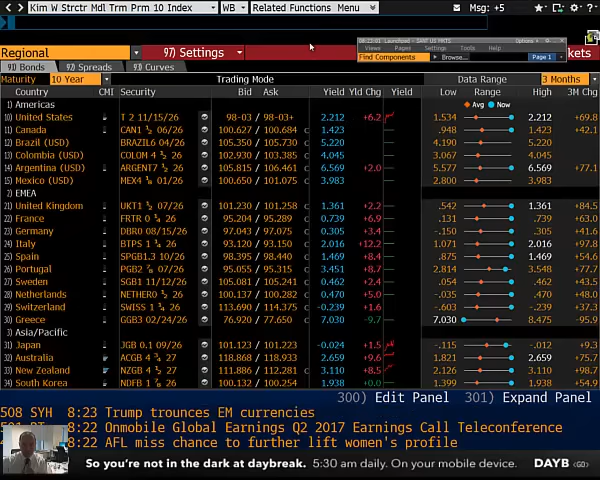 Kim W Strctr Mdl Trm Prm 10 Index WB Related Functions Menu Msg: +5
Regional 97) Settings kets
Launchpad
Views Pages Settings Tools Help
Find Components Browse... Page 1
90) Bonds 95) Spreads 93) Curves
Maturity 10 Year Trading Mode Data Range 3 Months
Country CMI Security Bid Ask Yield Yld Chg Yield Low Range High 3M Chg
1) Americas Avg Now
10) United States T 2 11/15/26 98-03 98-03+ 2.212 +6.2 1.534 2.212 +69.8
11) Canada CAN1 ½ 06/26 100.627 100.684 C 1.423 .948 1.423 +42.1
12) Brazil (USD) BRAZIL6 04/26 105.350 105.730 C 5.220 4.190 5.220
13) Colombia (USD) COLOM 4 ½ 26 102.930 103.385 C 4.045 3.067 4.045
14) Argentina (USD) ARGENT7 ½ 26 105.816 106.461 C 6.569 +2.0 5.577 6.569 +77.1
15) Mexico (USD) MEX4 ⅛ 01/26 100.650 101.075 C 3.983 2.800 3.983
2) EMEA
21) United Kingdom UKT1 ½ 07/26 101.230 101.258 C 1.361 +2.2 .542 1.361 +84.5
22) France FRTR 0 ¼ 26 95.204 95.289 C 0.739 +6.9 .131 .739 +63.0
23) Germany DBR0 08/15/26 97.043 97.076 C 0.305 +3.4 -.150 .305 +41.6
24) Italy BTPS 1 ¼ 26 93.120 93.150 C 2.016 +12.2 1.071 2.016 +97.8
25) Spain SPGB1.3 10/26 98.395 98.440 C 1.469 +8.4 .875 1.469 +54.6
26) Portugal PGB2 ⅞ 07/26 95.055 95.315 C 3.451 +8.7 2.814 3.548 +77.7
27) Sweden SGB1 11/12/26 105.081 105.241 C 0.462 +2.4 .054 .462 +43.5
28) Netherlands NETHER0 ½ 26 100.137 100.282 C 0.470 +5.0 -.035 .470 +48.0
29) Switzerland SWISS 1 ¼ 26 113.690 114.375 C -0.239 +1.6 -.603 -.239 +37.3
30) Greece GGB3 02/24/26 76.920 77.650 C 7.030 -9.7 7.030 8.475 -95.9
3) Asia/Pacific
31) Japan JGB 0.1 09/26 101.123 101.223 -0.024 +1.5 -.115 -.012 +9.3
32) Australia ACGB 4 ¾ 27 118.868 118.933 2.659 +9.6 1.821 2.659 +75.7
33) New Zealand NZGB 4 ½ 27 111.886 112.281 C 3.110 +8.5 2.126 3.110 +98.4
34) South Korea NDFB 1 ⅞ 26 100.132 100.254 C 1.938 +0.0 1.399 1.938 +54.9
300) Edit Panel 301) Expand Panel
508 SYH 8:23 Trump trounces EM currencies
8:22 Onmobile Global Earnings Q2 2017 Earnings Call Teleconference
8:22 AFL miss chance to further lift women's profile
So you're not in the dark at daybreak. 5:30 am daily. On your mobile device. DAYB <GO>